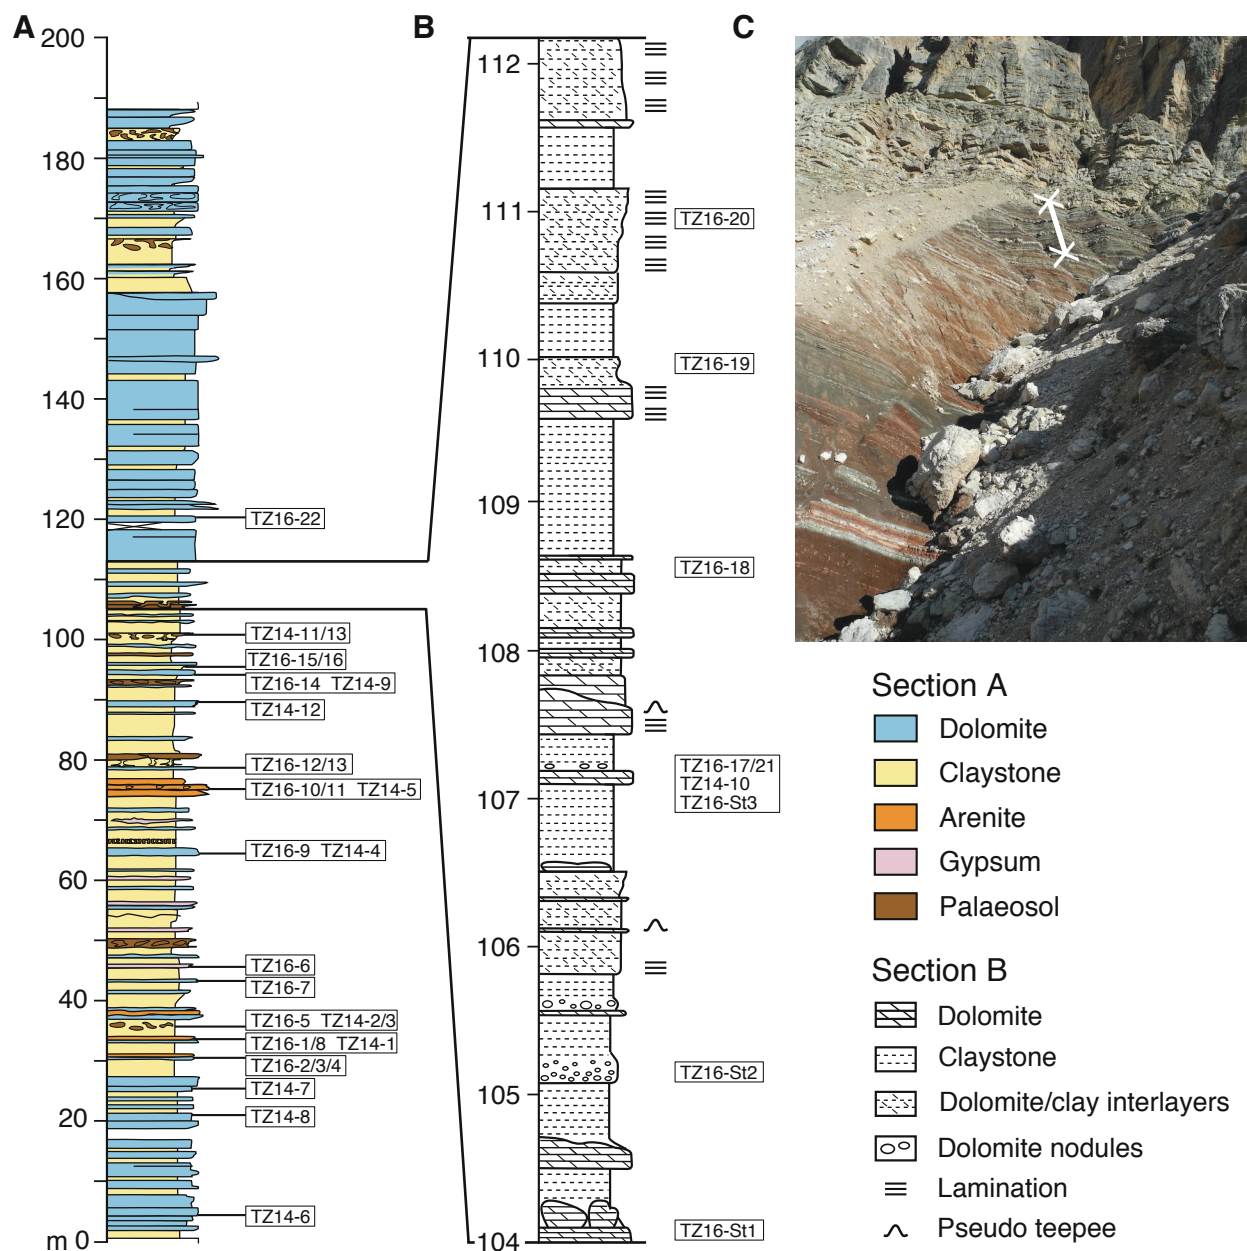 A
B
C
200
180
160
140
120
100
80
60
40
20
m 0
TZ16-22
TZ14-11/13
TZ16-15/16
TZ16-14 TZ14-9
TZ14-12
TZ16-12/13
TZ16-10/11 TZ14-5
TZ16-9 TZ14-4
TZ16-6
TZ16-7
TZ16-5 TZ14-2/3
TZ16-1/8 TZ14-1
TZ16-2/3/4
TZ14-7
TZ14-8
TZ14-6
112
111
110
109
108
107
106
105
104
TZ16-20
TZ16-19
TZ16-18
TZ16-17/21
TZ14-10
TZ16-St3
TZ16-St2
TZ16-St1
Section A
Dolomite
Claystone
Arenite
Gypsum
Palaeosol
Section B
Dolomite
Claystone
Dolomite/clay interlayers
Dolomite nodules
Lamination
Pseudo teepee